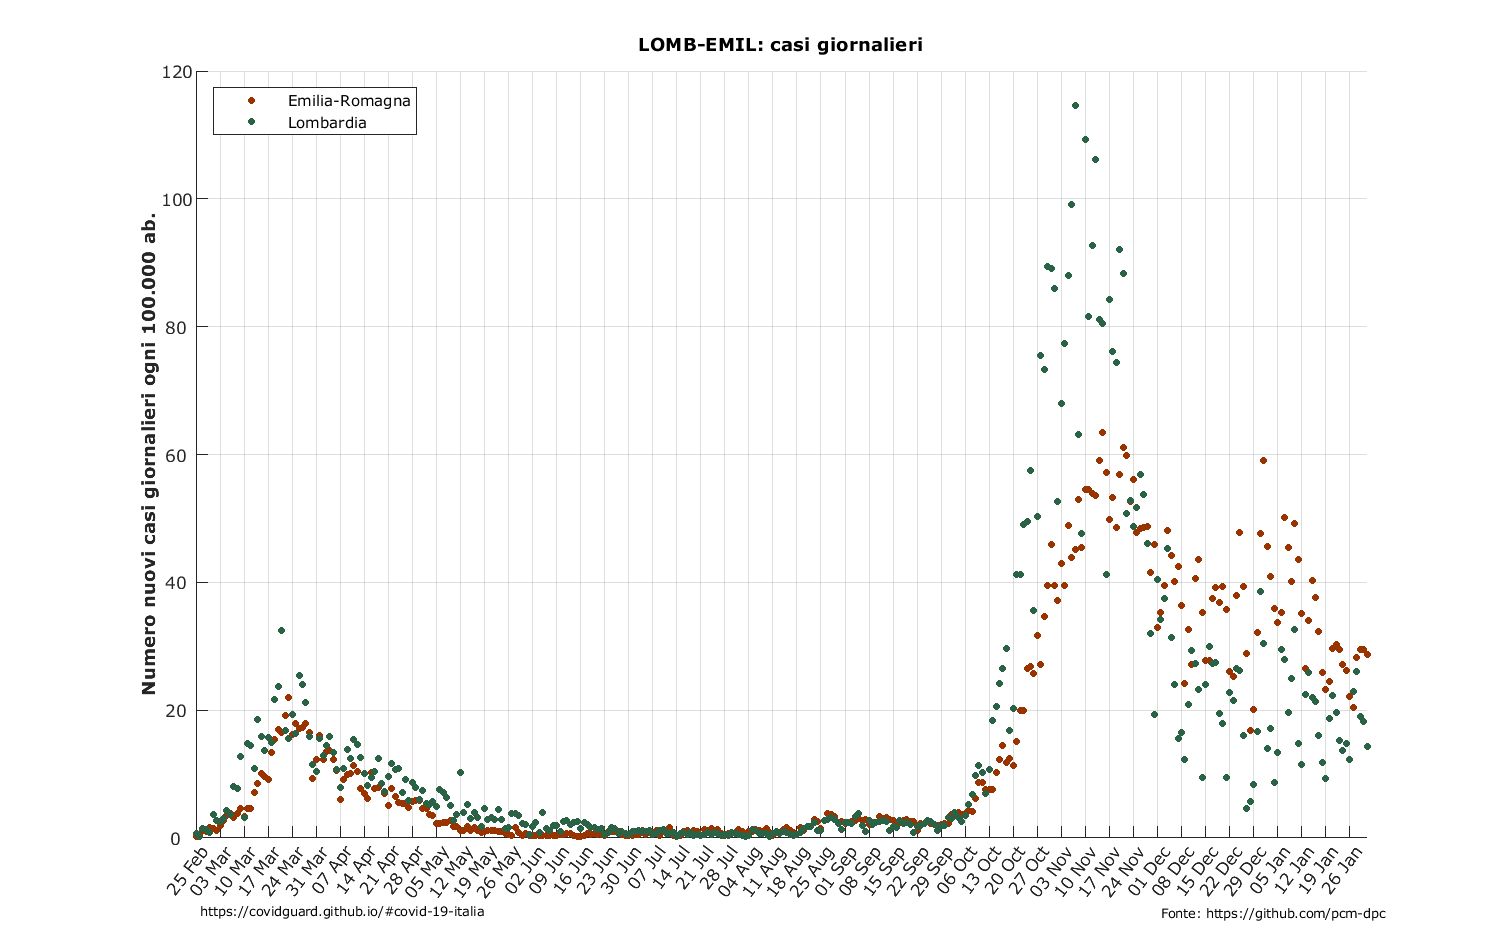 LOMB-EMIL: casi giornalieri
Emilia-Romagna
Lombardia
Numero nuovi casi giornalieri ogni 100.000 ab.
120
100
80
60
40
20
0
25 Feb
03 Mar
10 Mar
17 Mar
24 Mar
31 Mar
07 Apr
14 Apr
21 Apr
28 Apr
05 May
12 May
19 May
26 May
02 Jun
09 Jun
16 Jun
23 Jun
30 Jun
07 Jul
14 Jul
21 Jul
28 Jul
04 Aug
11 Aug
18 Aug
25 Aug
01 Sep
08 Sep
15 Sep
22 Sep
29 Sep
06 Oct
13 Oct
20 Oct
27 Oct
03 Nov
10 Nov
17 Nov
24 Nov
01 Dec
08 Dec
15 Dec
22 Dec
29 Dec
05 Jan
12 Jan
19 Jan
26 Jan
https://covidguard.github.io/#covid-19-italia
Fonte: https://github.com/pcm-dpc